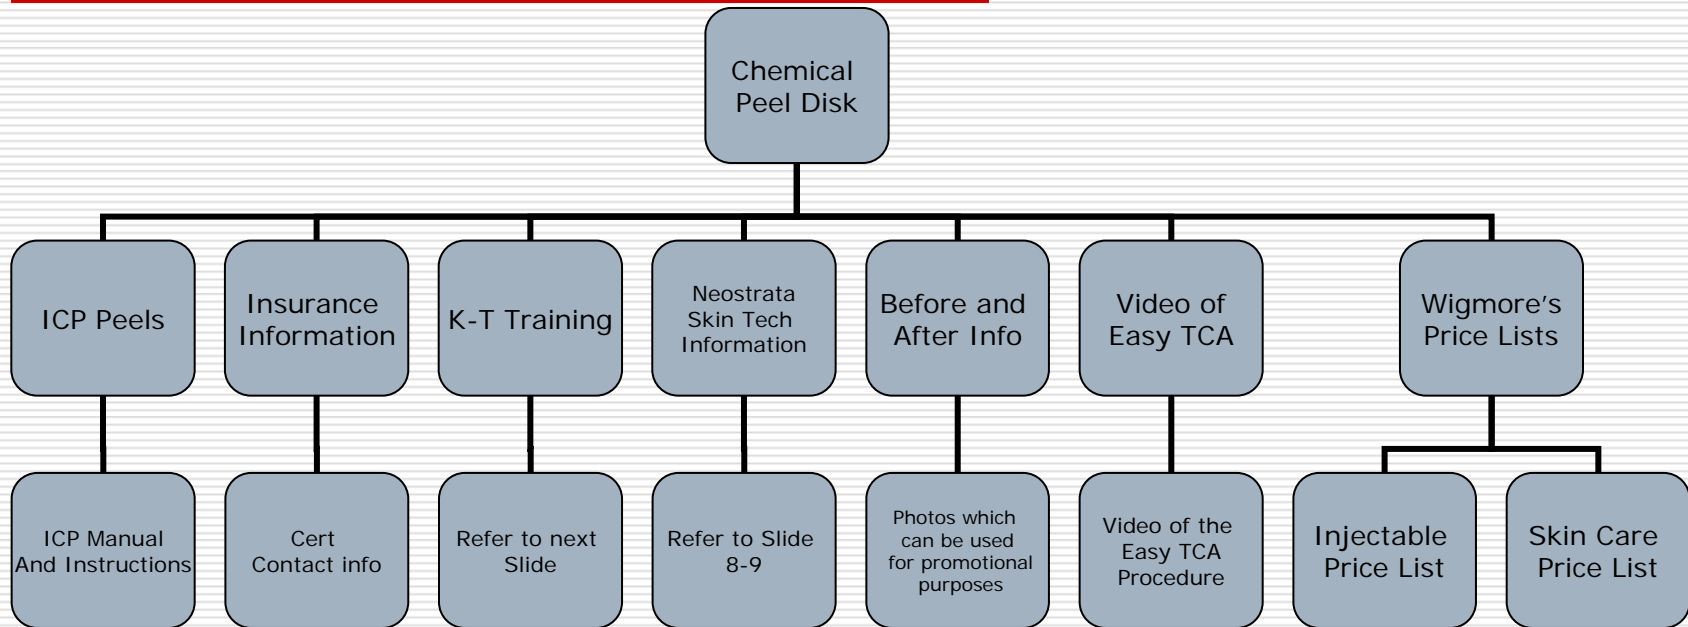 Chemical
Peel Disk
ICP Peels
Insurance
Information
K-T Training
Neostrata
Skin Tech
Information
Before and
After Info
Video of
Easy TCA
Wigmore's
Price Lists
ICP Manual
And Instructions
Cert
Contact info
Refer to next
Slide
Refer to Slide
8-9
Photos which
can be used
for promotional
purposes
Video of the
Easy TCA
Procedure
Injectable
Price List
Skin Care
Price List